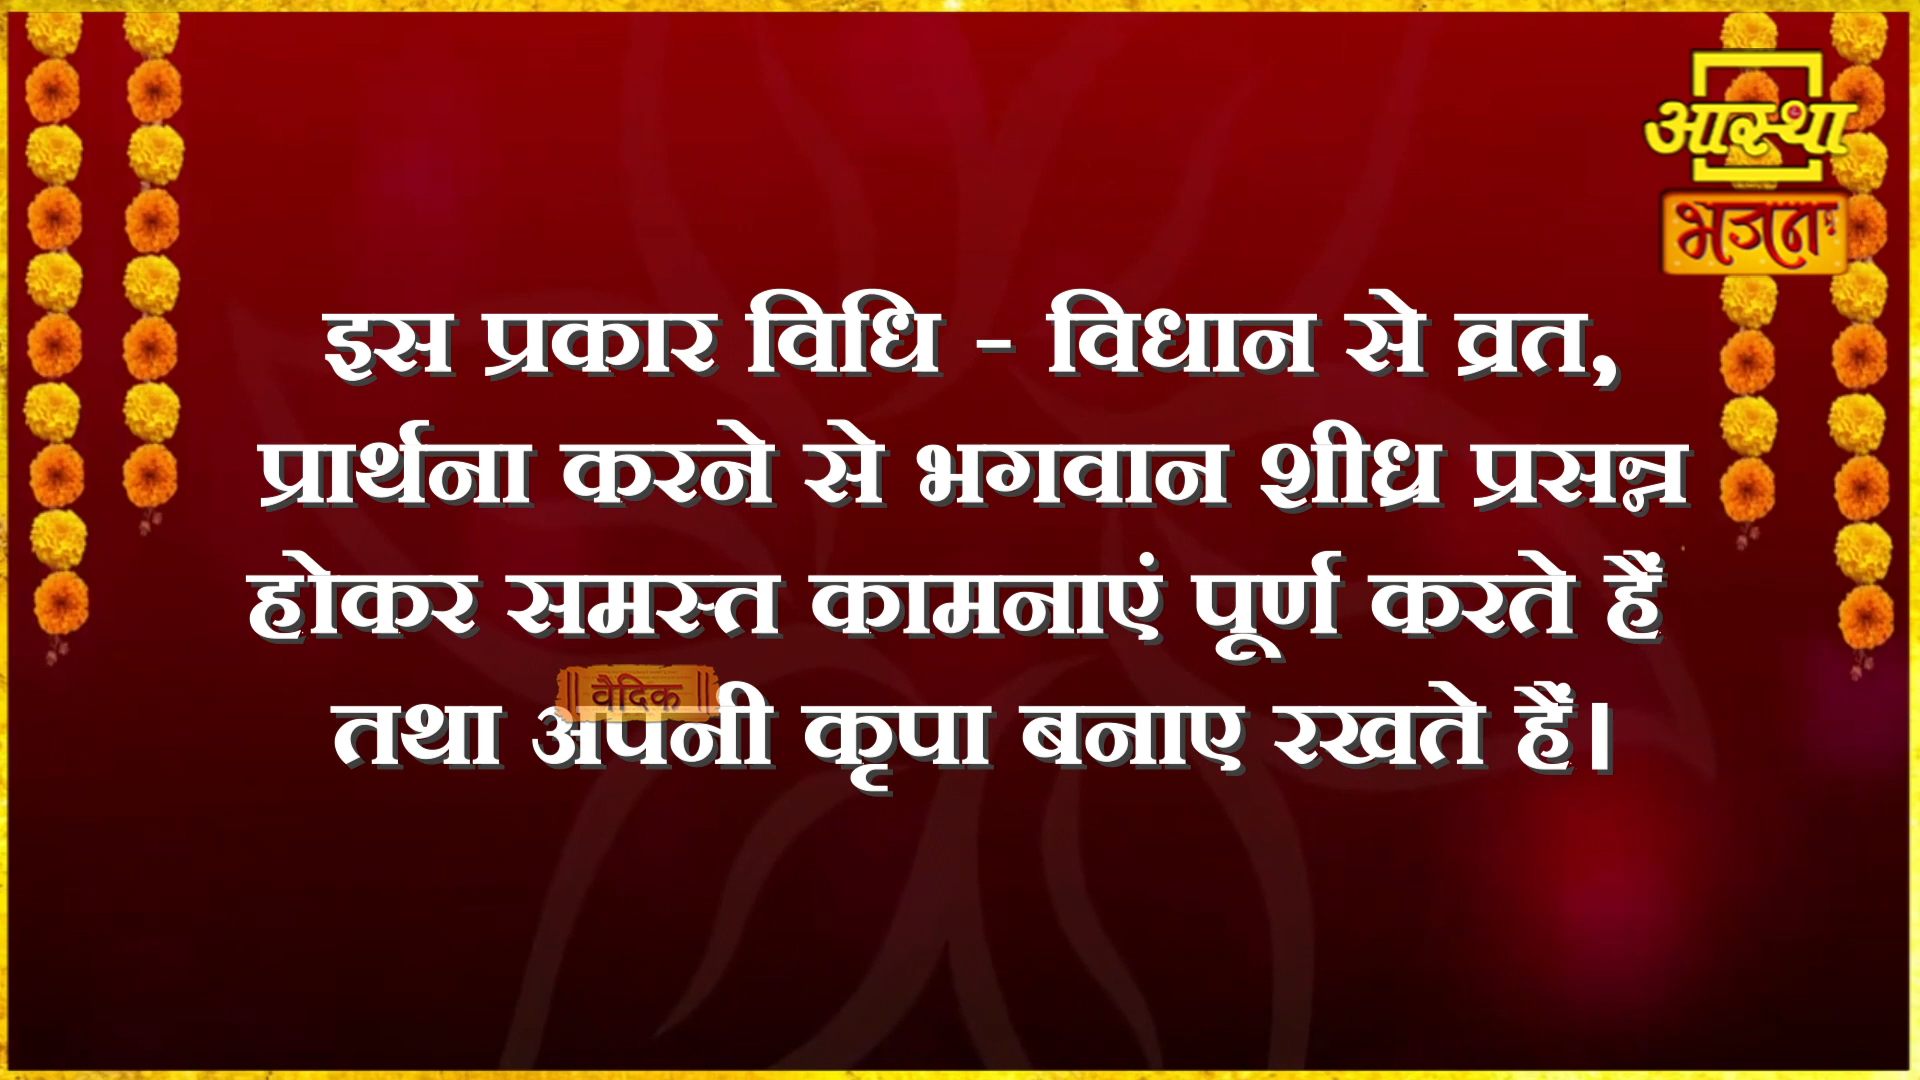 आस्था
भजन
इस प्रकार विधि - विधान से व्रत,
प्रार्थना करने से भगवान शीध्र प्रसन्न
होकर समस्त कामनाएं पूर्ण करते हैं
॥ वैदिक ॥
तथा अपनी कृपा बनाए रखते हैं।